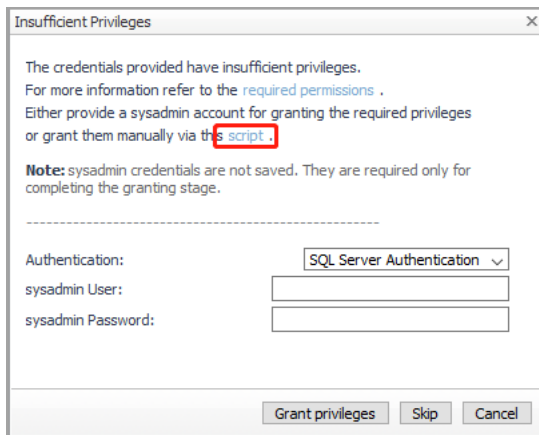 Insufficient Privileges
The credentials provided have insufficient privileges.
For more information refer to the required permissions .
Either provide a sysadmin account for granting the required privileges
or grant them manually via this script .
Note: sysadmin credentials are not saved. They are required only for
completing the granting stage.
Authentication: SQL Server Authentication
sysadmin User:
sysadmin Password:
Grant privileges Skip Cancel